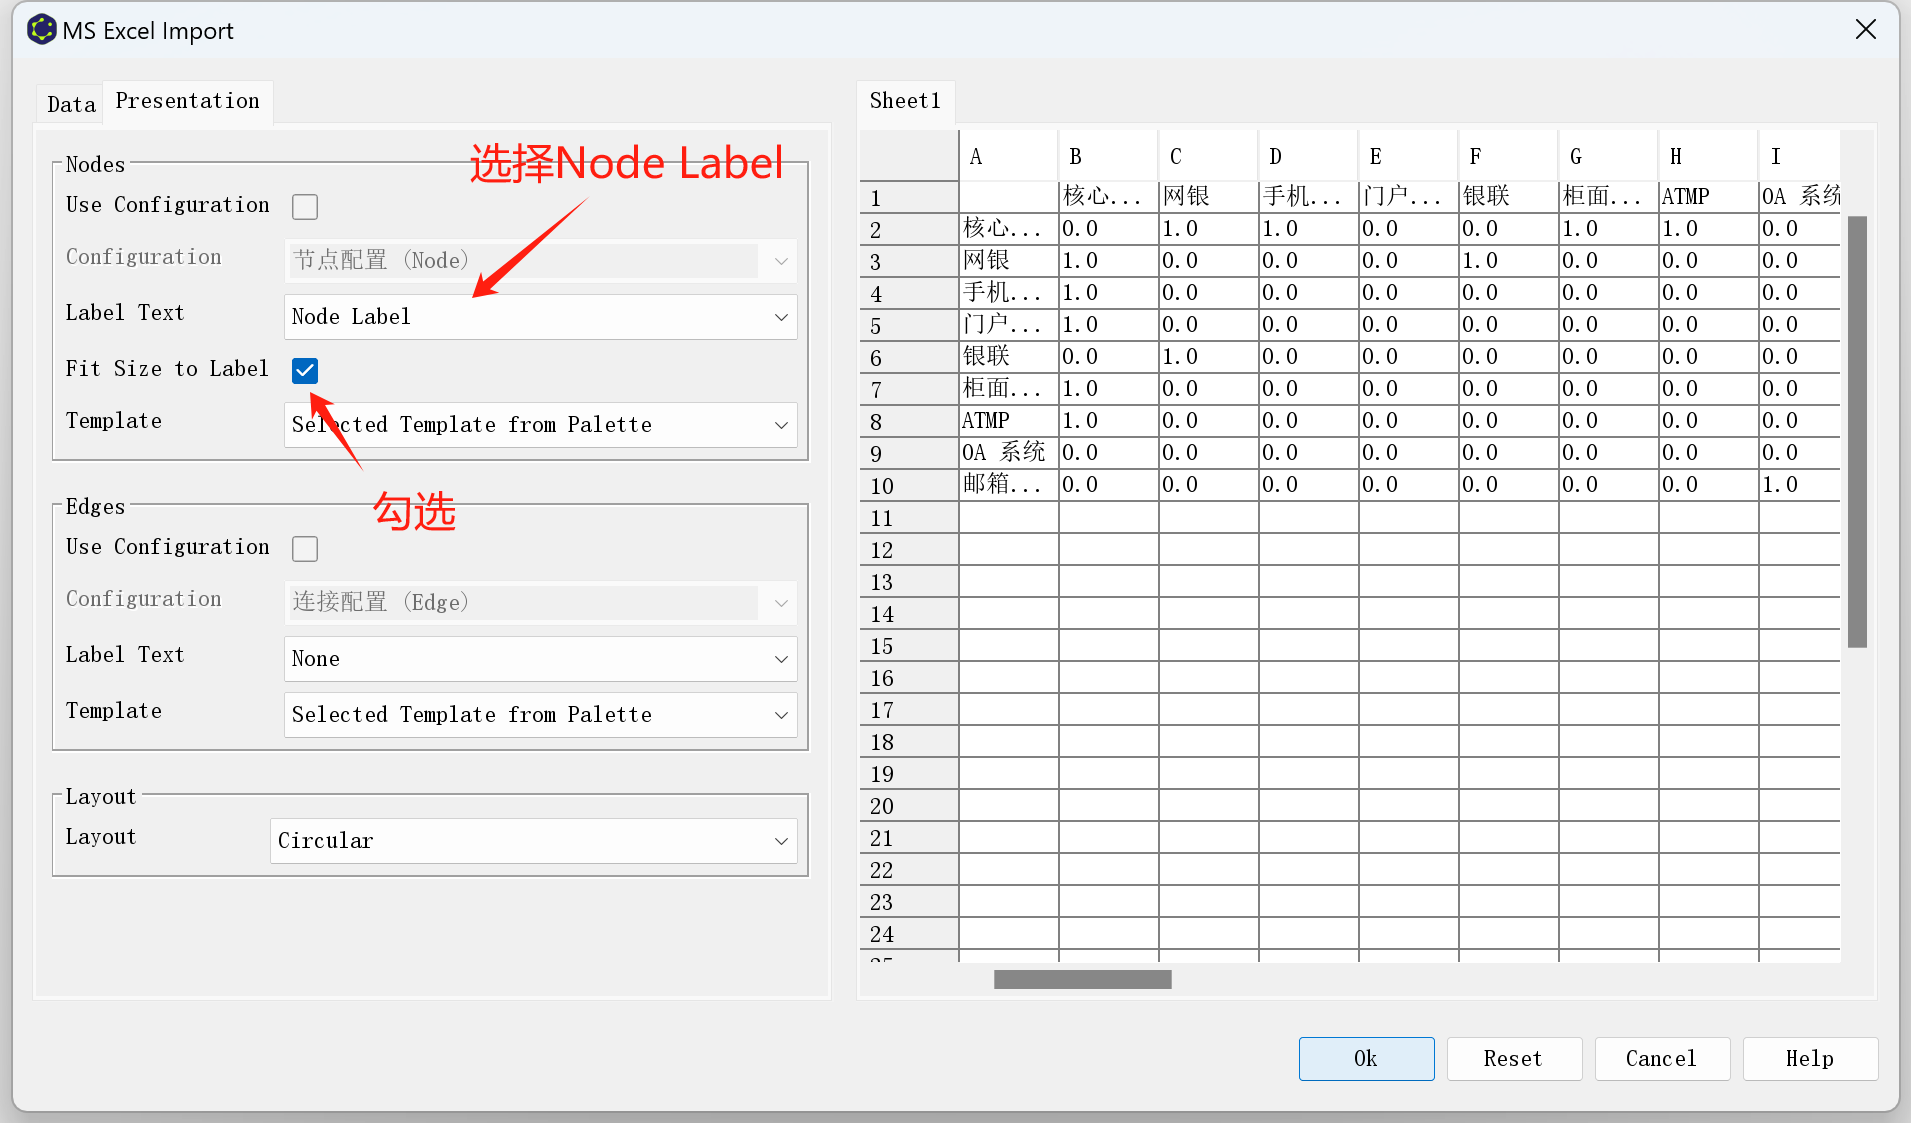 MS Excel Import
Data Presentation
Nodes
选择Node Label
Use Configuration
Configuration 节点配置 (Node)
Label Text Node Label
Fit Size to Label
Template Selected Template from Palette
勾选
Edges
Use Configuration
Configuration 连接配置 (Edge)
Label Text None
Template Selected Template from Palette
Layout
Layout Circular
Sheet1
A B C D E F G H I
1 核心... 网银 手机... 门户... 银联 柜面... ATMP OA 系统
2 核心... 0.0 1.0 1.0 0.0 0.0 1.0 1.0 0.0
3 网银 1.0 0.0 0.0 0.0 1.0 0.0 0.0 0.0
4 手机... 1.0 0.0 0.0 0.0 0.0 0.0 0.0 0.0
5 门户... 1.0 0.0 0.0 0.0 0.0 0.0 0.0 0.0
6 银联 0.0 1.0 0.0 0.0 0.0 0.0 0.0 0.0
7 柜面... 1.0 0.0 0.0 0.0 0.0 0.0 0.0 0.0
8 ATMP 1.0 0.0 0.0 0.0 0.0 0.0 0.0 0.0
9 OA 系统 0.0 0.0 0.0 0.0 0.0 0.0 0.0 0.0
10 邮箱... 0.0 0.0 0.0 0.0 0.0 0.0 0.0 1.0
11
12
13
14
15
16
17
18
19
20
21
22
23
24
25
Ok Reset Cancel Help